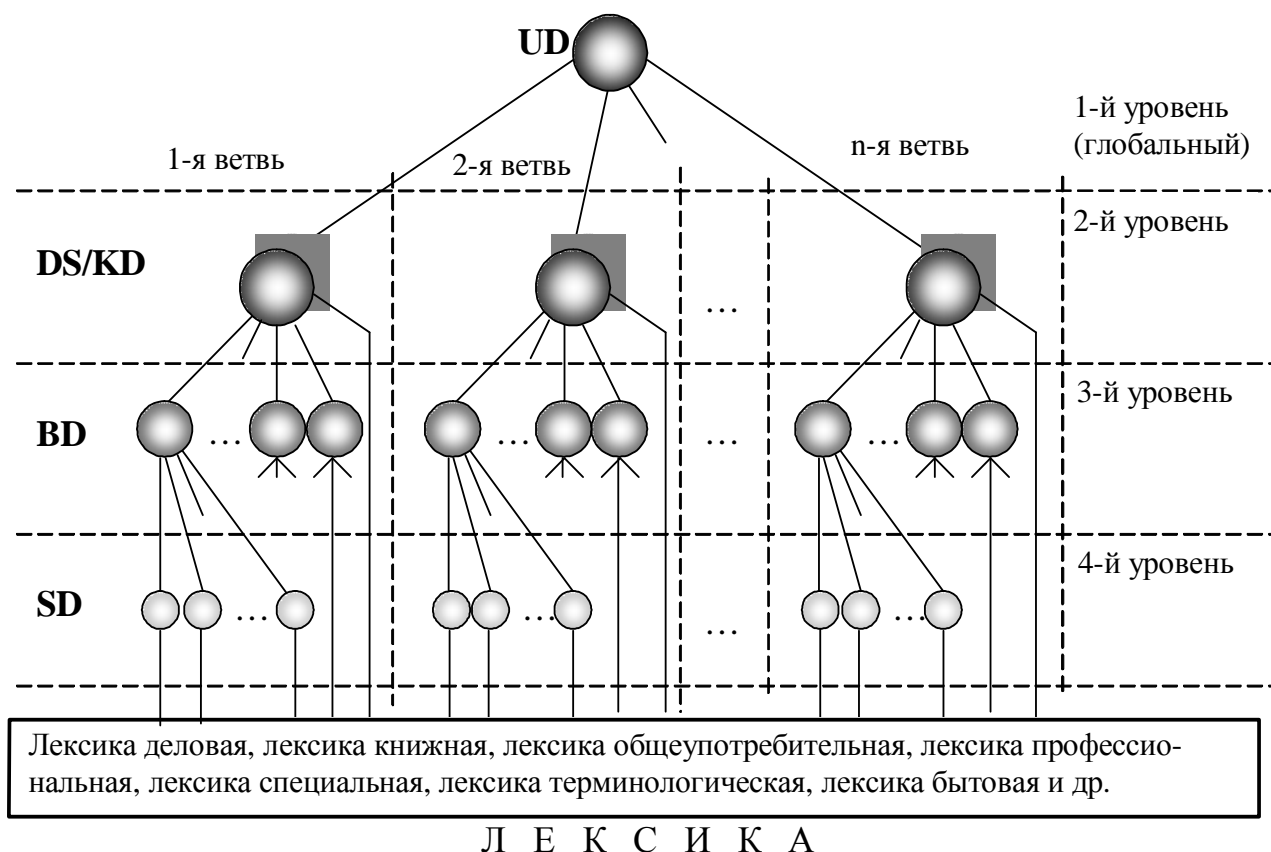 UD
1-й уровень
(глобальный)
1-я ветвь
2-я ветвь
n-я ветвь
2-й уровень
DS/KD
…
3-й уровень
BD
… … … …
4-й уровень
SD
… … … …
Лексика деловая, лексика книжная, лексика общеупотребительная, лексика профессио-
нальная, лексика специальная, лексика терминологическая, лексика бытовая и др.
Л Е К С И К А